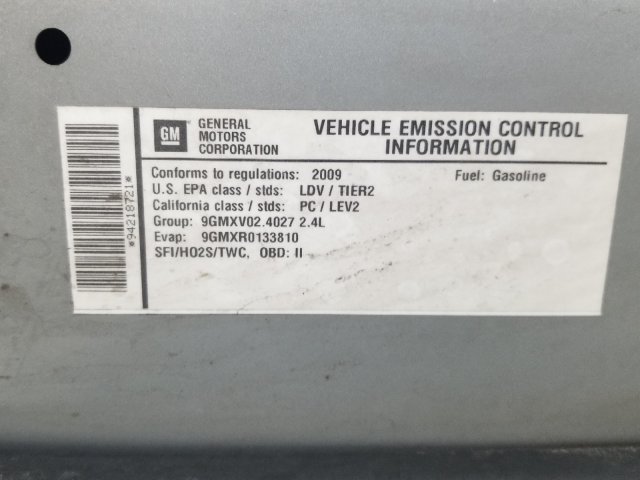 *94218721*
GM
GENERAL
MOTORS
CORPORATION
VEHICLE EMISSION CONTROL
INFORMATION
Conforms to regulations: 2009 Fuel: Gasoline
U.S. EPA class / stds: LDV / TIER2
California class / stds: PC / LEV2
Group: 9GMXV02.4027 2.4L
Evap: 9GMXR0133810
SFI/HO2S/TWC, OBD: II